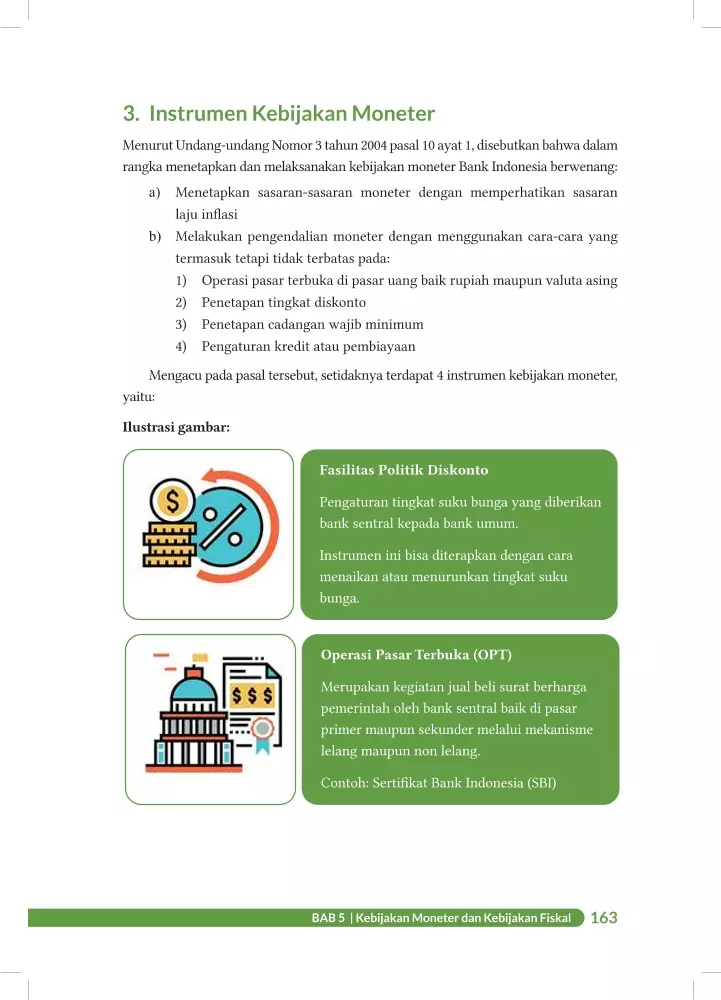 3. Instrumen Kebijakan Moneter
Menurut Undang-undang Nomor 3 tahun 2004 pasal 10 ayat 1, disebutkan bahwa dalam
rangka menetapkan dan melaksanakan kebijakan moneter Bank Indonesia berwenang:
a) Menetapkan sasaran-sasaran moneter dengan memperhatikan sasaran
laju inflasi
b) Melakukan pengendalian moneter dengan menggunakan cara-cara yang
termasuk tetapi tidak terbatas pada:
1) Operasi pasar terbuka di pasar uang baik rupiah maupun valuta asing
2) Penetapan tingkat diskonto
3) Penetapan cadangan wajib minimum
4) Pengaturan kredit atau pembiayaan
Mengacu pada pasal tersebut, setidaknya terdapat 4 instrumen kebijakan moneter,
yaitu:
Ilustrasi gambar:
$ %
Fasilitas Politik Diskonto
Pengaturan tingkat suku bunga yang diberikan
bank sentral kepada bank umum.
Instrumen ini bisa diterapkan dengan cara
menaikan atau menurunkan tingkat suku
bunga.
$ $ $
Operasi Pasar Terbuka (OPT)
Merupakan kegiatan jual beli surat berharga
pemerintah oleh bank sentral baik di pasar
primer maupun sekunder melalui mekanisme
lelang maupun non lelang.
Contoh: Sertifikat Bank Indonesia (SBI)
BAB 5 | Kebijakan Moneter dan Kebijakan Fiskal 163